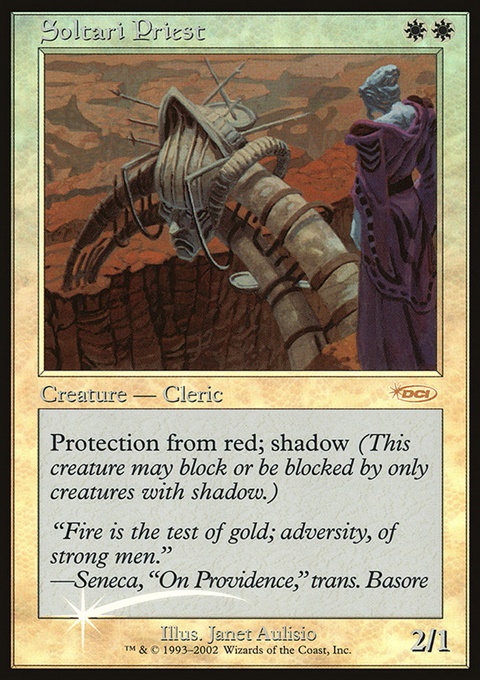 Soltari Priest
Creature — Cleric
DCI
Protection from red; shadow (This
creature may block or be blocked by only
creatures with shadow.)
“Fire is the test of gold; adversity, of
strong men.”
—Seneca, “On Providence,” trans. Basore
Illus. Janet Aulisio
2/1
™ & © 1993–2002 Wizards of the Coast, Inc.